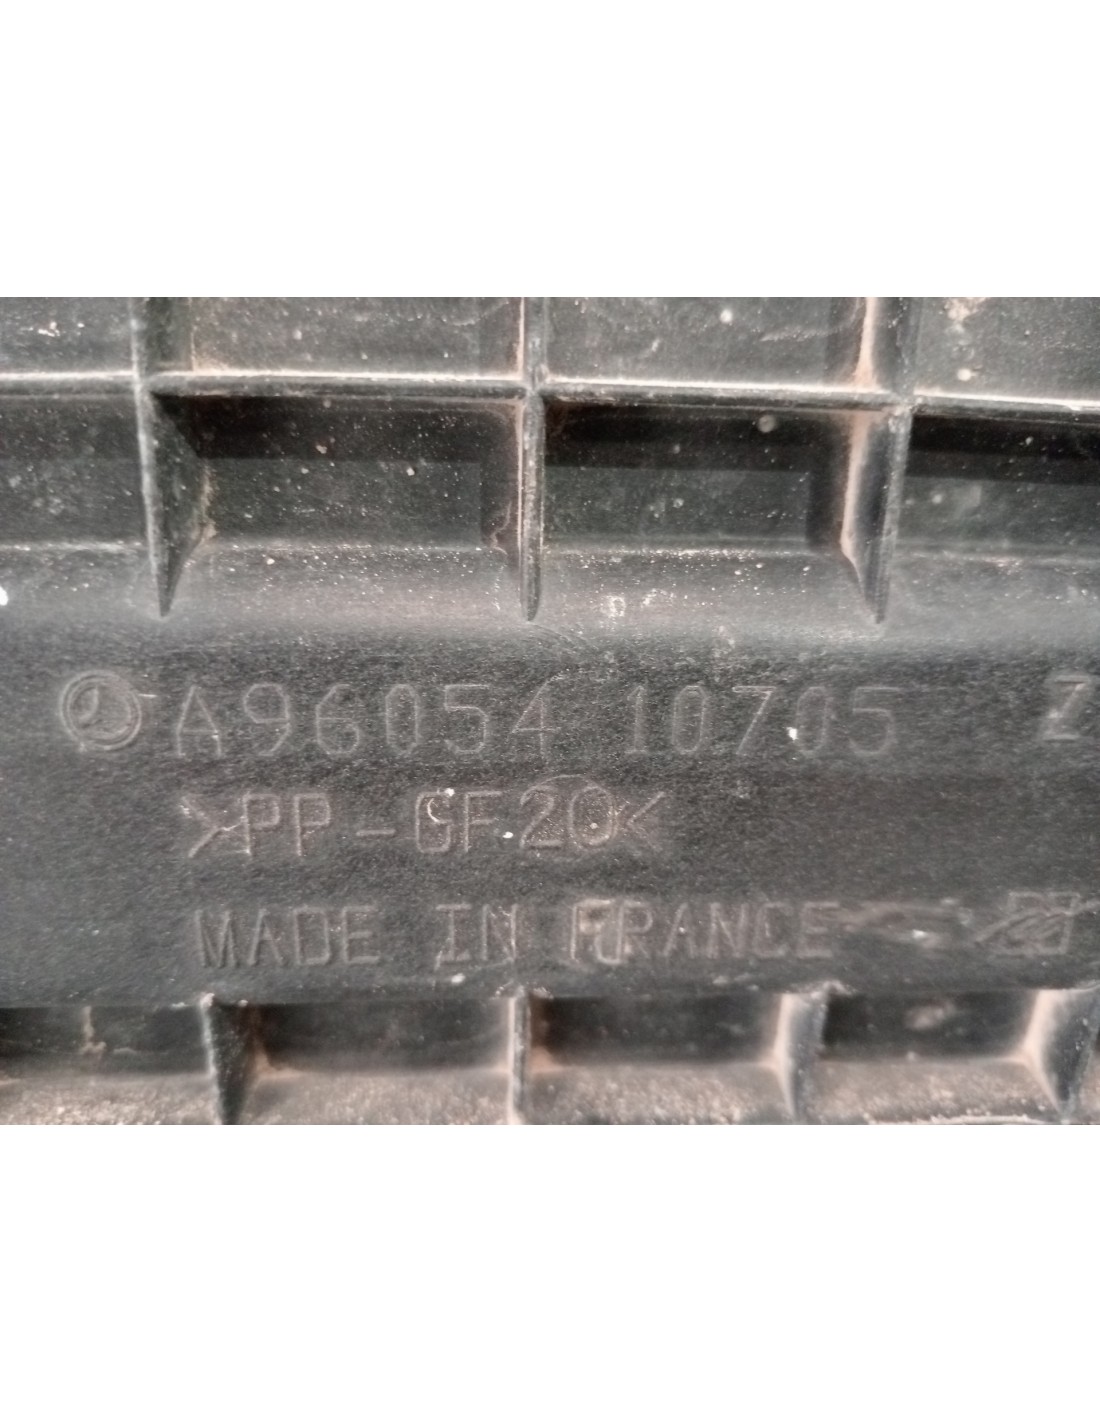 A96054 10705 Z
>PP-GF20<
MADE IN FRANCE